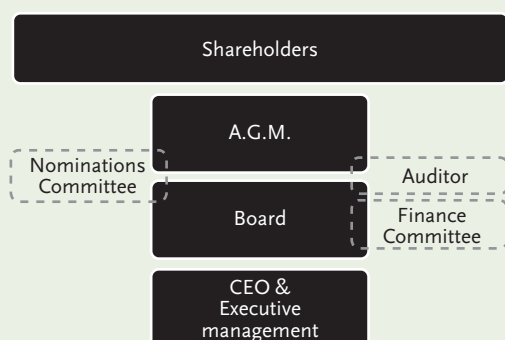 Shareholders
A.G.M.
Nominations
Committee
Auditor
Board
Finance
Committee
CEO &
Executive
management